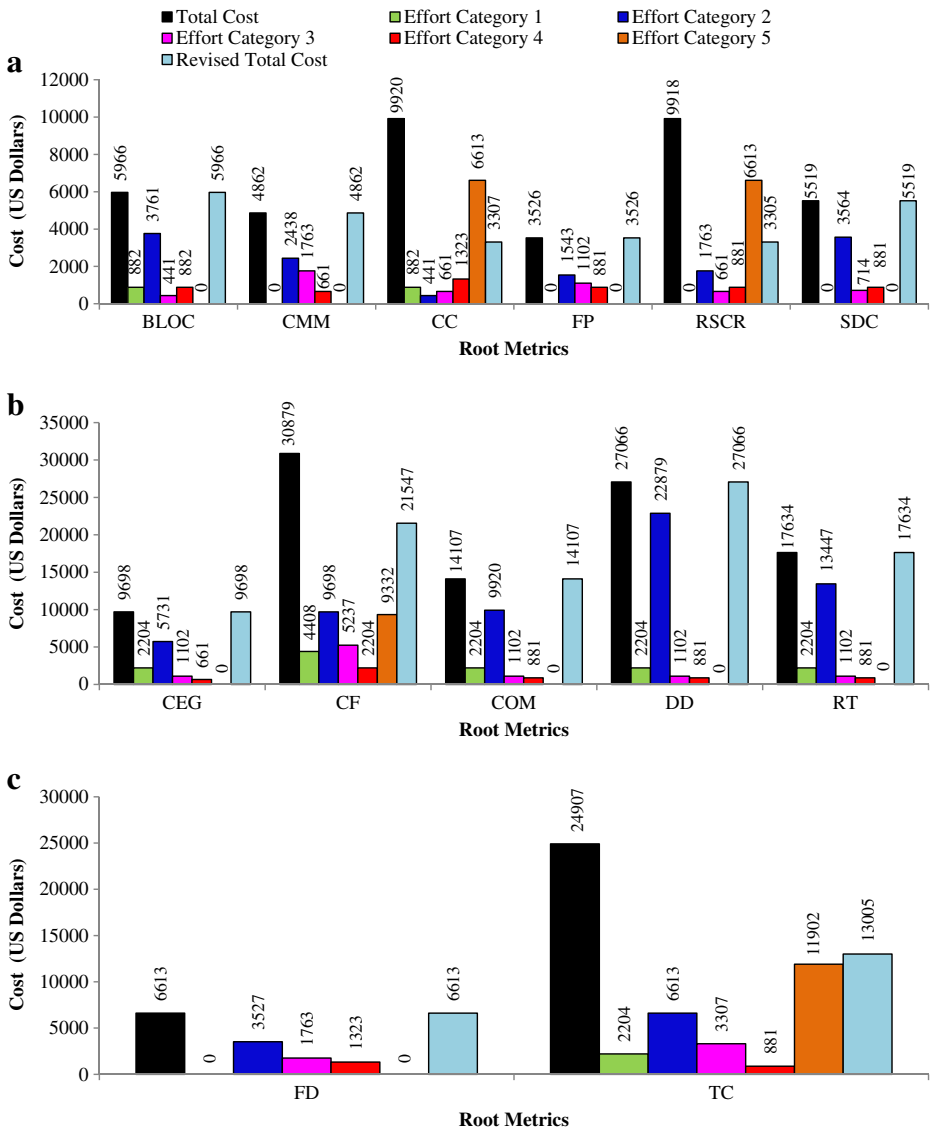 Total Cost Effort Category 1 Effort Category 2
Effort Category 3 Effort Category 4 Effort Category 5
Revised Total Cost
a
Cost (US Dollars)
12000
10000
8000
6000
4000
2000
0
5966 882 3761 441 882 0 5966
4862 0 2438 1763 661 0 4862
9920 882 441 661 1323 6613 3307
3526 0 1543 1102 881 0 3526
9918 0 1763 661 881 6613 3305
5519 0 3564 714 881 0 5519
BLOC CMM CC FP RSCR SDC
Root Metrics
b
Cost (US Dollars)
35000
30000
25000
20000
15000
10000
5000
0
9698 2204 5731 1102 661 0 9698
30879 4408 9698 5237 2204 9332 21547
14107 2204 9920 1102 881 0 14107
27066 2204 22879 1102 881 0 27066
17634 2204 13447 1102 881 0 17634
CEG CF COM DD RT
Root Metrics
c
Cost (US Dollars)
30000
25000
20000
15000
10000
5000
0
6613 0 3527 1763 1323 0 6613
24907 2204 6613 3307 881 11902 13005
FD TC
Root Metrics